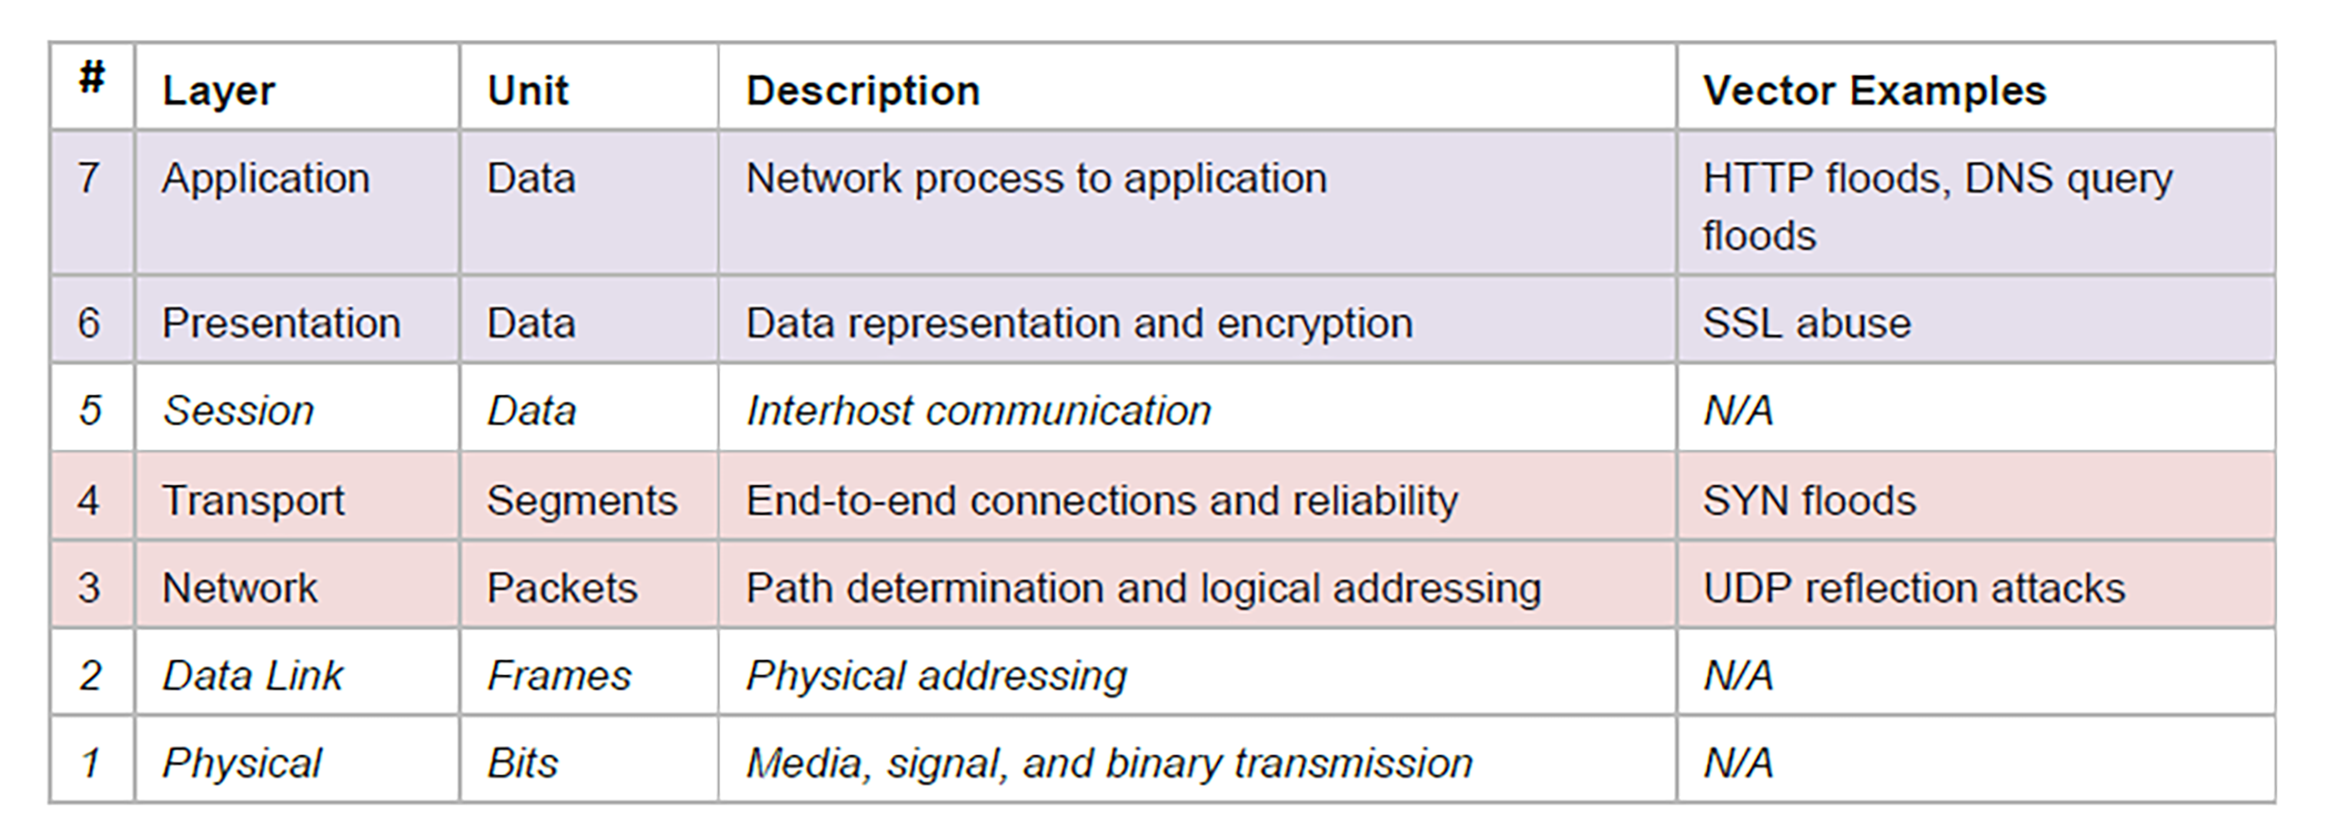 # Layer Unit Description Vector Examples
7 Application Data Network process to application HTTP floods, DNS query
floods
6 Presentation Data Data representation and encryption SSL abuse
5 Session Data Interhost communication N/A
4 Transport Segments End-to-end connections and reliability SYN floods
3 Network Packets Path determination and logical addressing UDP reflection attacks
2 Data Link Frames Physical addressing N/A
1 Physical Bits Media, signal, and binary transmission N/A